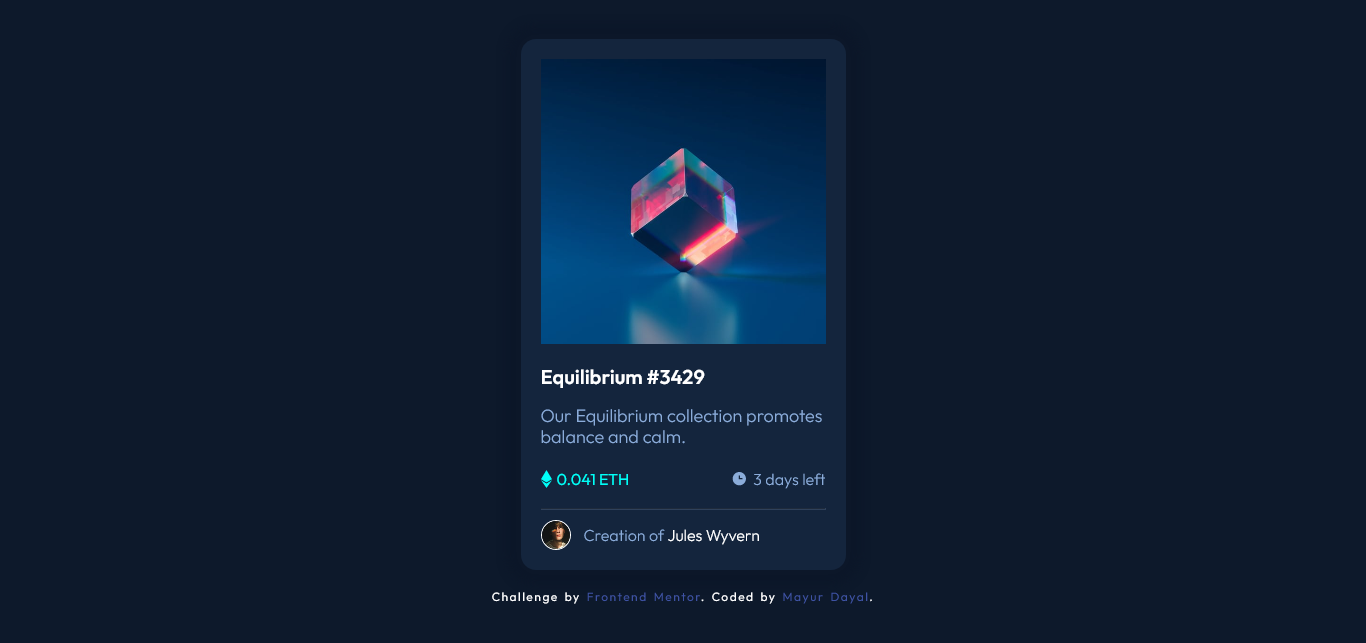 Equilibrium #3429
Our Equilibrium collection promotes
balance and calm.
0.041 ETH
3 days left
Creation of Jules Wyvern
Challenge by Frontend Mentor. Coded by Mayur Dayal.